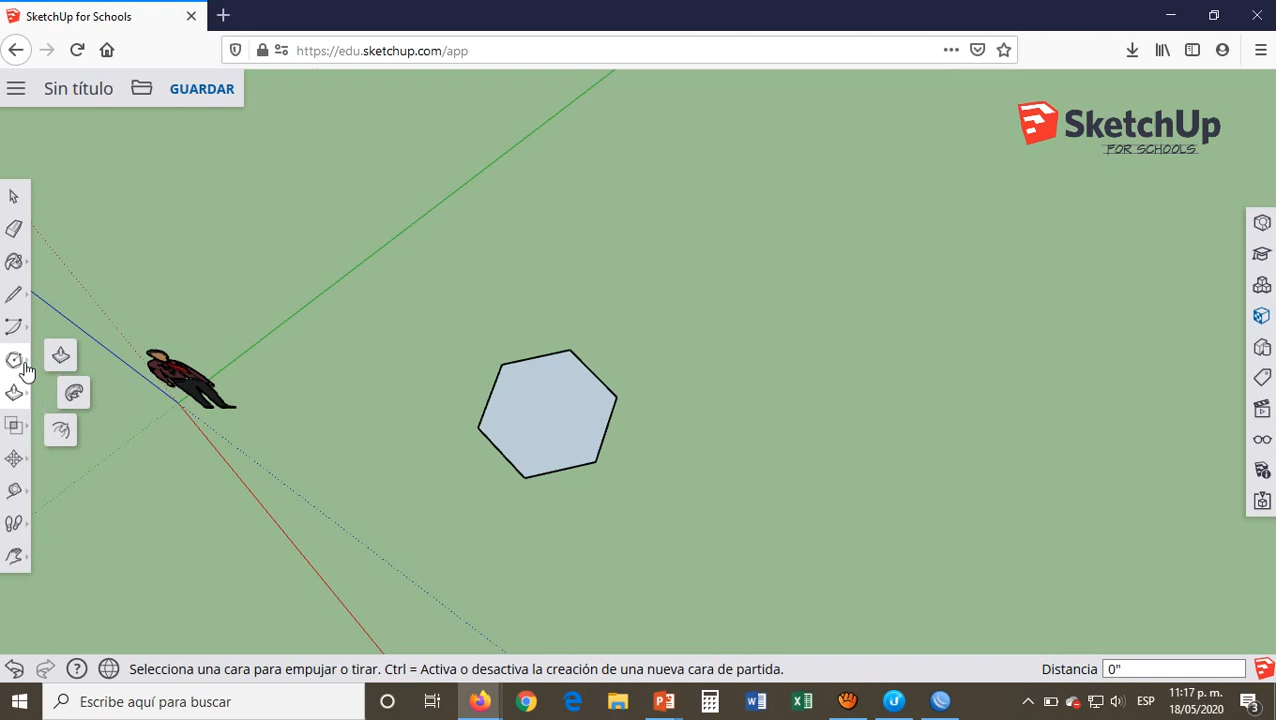 SketchUp for Schools
https://edu.sketchup.com/app
Sin título
GUARDAR
SketchUp
FOR SCHOOLS
Selecciona una cara para empujar o tirar. Ctrl = Activa o desactiva la creación de una nueva cara de partida.
Distancia
0"
Escribe aquí para buscar
ESP
11:17 p. m.
18/05/2020
3